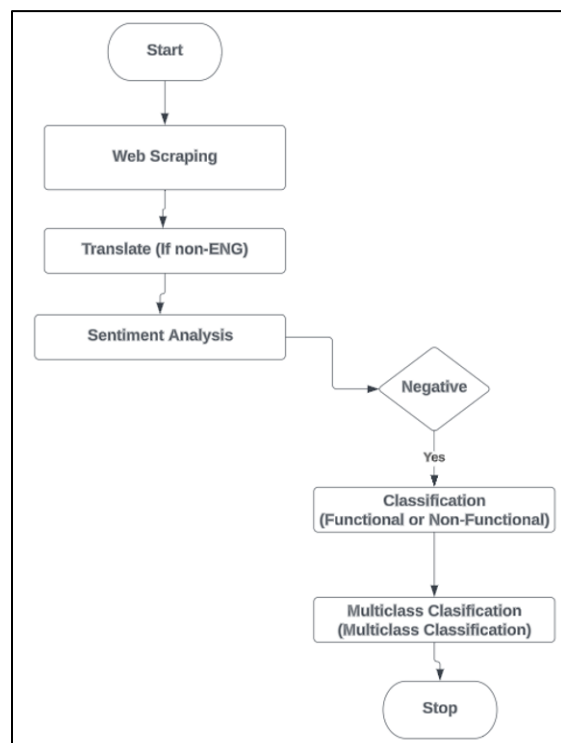 Start
Web Scraping
Translate (If non-ENG)
Sentiment Analysis
Negative
Yes
Classification
(Functional or Non-Functional)
Multiclass Clasification
(Multiclass Classification)
Stop